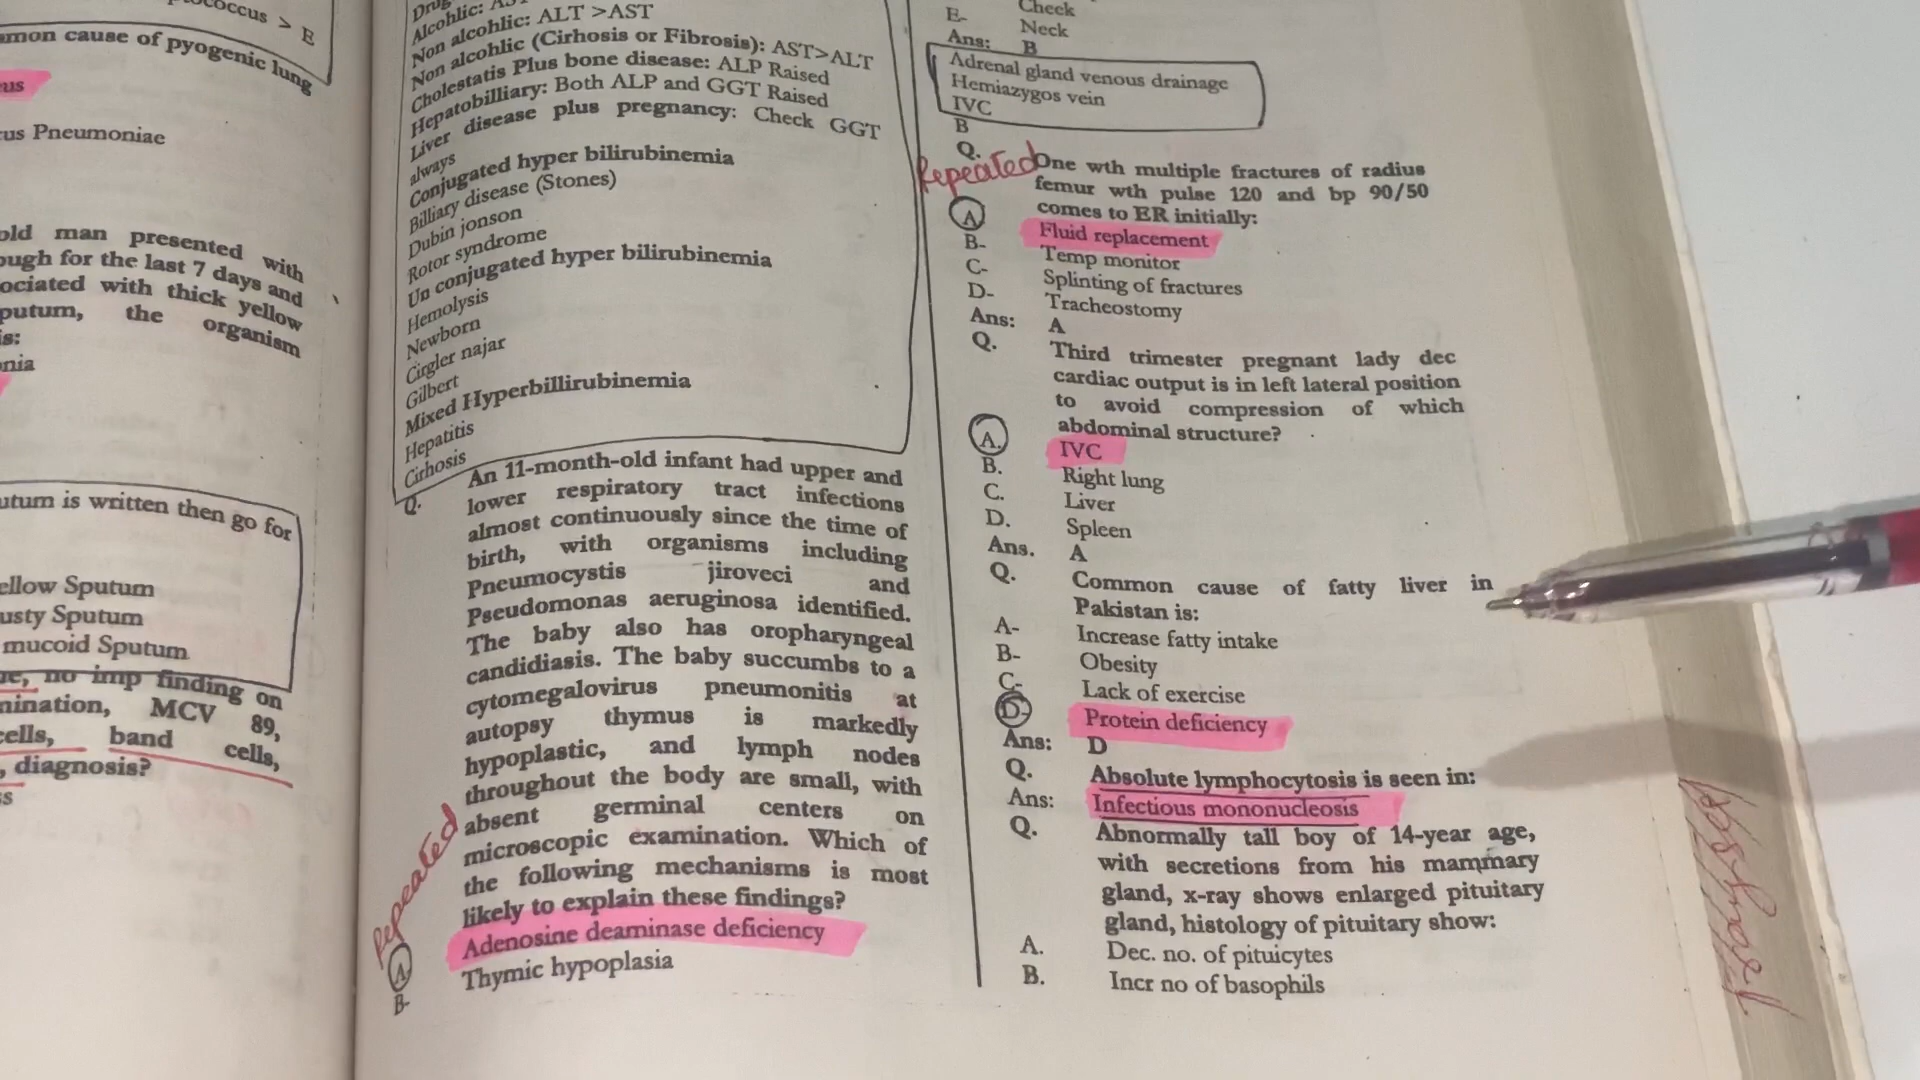 coccus > E
mon cause of pyogenic lung
us
us Pneumoniae
old man presented with
ough for the last 7 days and
ociated with thick yellow
putum, the organism
is:
nia
utum is written then go for
ellow Sputum
usty Sputum
mucoid Sputum
no imp finding on
mination, MCV 89,
cells, band cells,
, diagnosis?
s
Drug
Alcohlic:
Non alcohlic: ALT >AST
Non alcohlic (Cirhosis or Fibrosis): AST>ALT
Cholestatis Plus bone disease: ALP Raised
Hepatobilliary: Both ALP and GGT Raised
Liver disease plus pregnancy: Check GGT
always
Conjugated hyper bilirubinemia
Billiary disease (Stones)
Dubin jonson
Rotor syndrome
Un conjugated hyper bilirubinemia
Hemolysis
Newborn
Cirgler najar
Gilbert
Mixed Hyperbillirubinemia
Hepatitis
Cirhosis
Q. An 11-month-old infant had upper and
lower respiratory tract infections
almost continuously since the time of
birth, with organisms including
Pneumocystis jiroveci and
Pseudomonas aeruginosa identified.
The baby also has oropharyngeal
candidiasis. The baby succumbs to a
cytomegalovirus pneumonitis at
autopsy thymus is markedly
hypoplastic, and lymph nodes
throughout the body are small, with
absent germinal centers on
microscopic examination. Which of
the following mechanisms is most
likely to explain these findings?
Repeated
A Adenosine deaminase deficiency
B- Thymic hypoplasia
Check
E- Neck
Ans: B
Adrenal gland venous drainage
Hemiazygos vein
IVC
B
Repeated
Q. One wth multiple fractures of radius
femur wth pulse 120 and bp 90/50
comes to ER initially:
A Fluid replacement
B- Temp monitor
C- Splinting of fractures
D- Tracheostomy
Ans: A
Q. Third trimester pregnant lady dec
cardiac output is in left lateral position
to avoid compression of which
abdominal structure?
A. IVC
B. Right lung
C. Liver
D. Spleen
Ans. A
Q. Common cause of fatty liver in
Pakistan is:
A- Increase fatty intake
B- Obesity
C- Lack of exercise
D- Protein deficiency
Ans: D
Q. Absolute lymphocytosis is seen in:
Ans: Infectious mononucleosis
Q. Abnormally tall boy of 14-year age,
with secretions from his mammary
gland, x-ray shows enlarged pituitary
gland, histology of pituitary show:
A. Dec. no. of pituicytes
B. Incr no of basophils